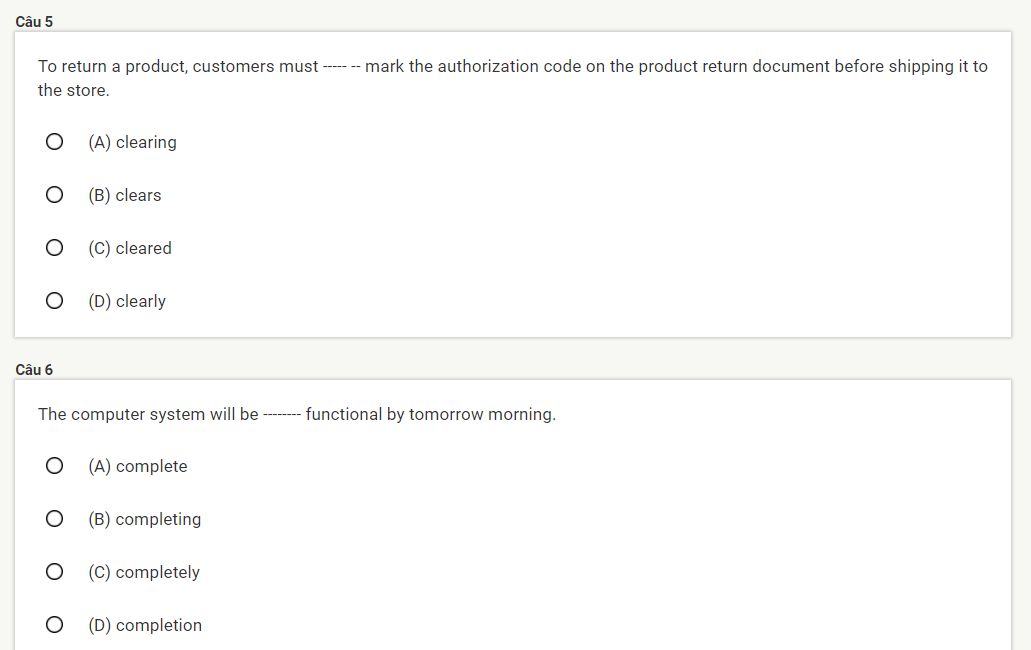 Câu 5
To return a product, customers must ----- -- mark the authorization code on the product return document before shipping it to
the store.
(A) clearing
(B) clears
(C) cleared
(D) clearly
Câu 6
The computer system will be -------- functional by tomorrow morning.
(A) complete
(B) completing
(C) completely
(D) completion